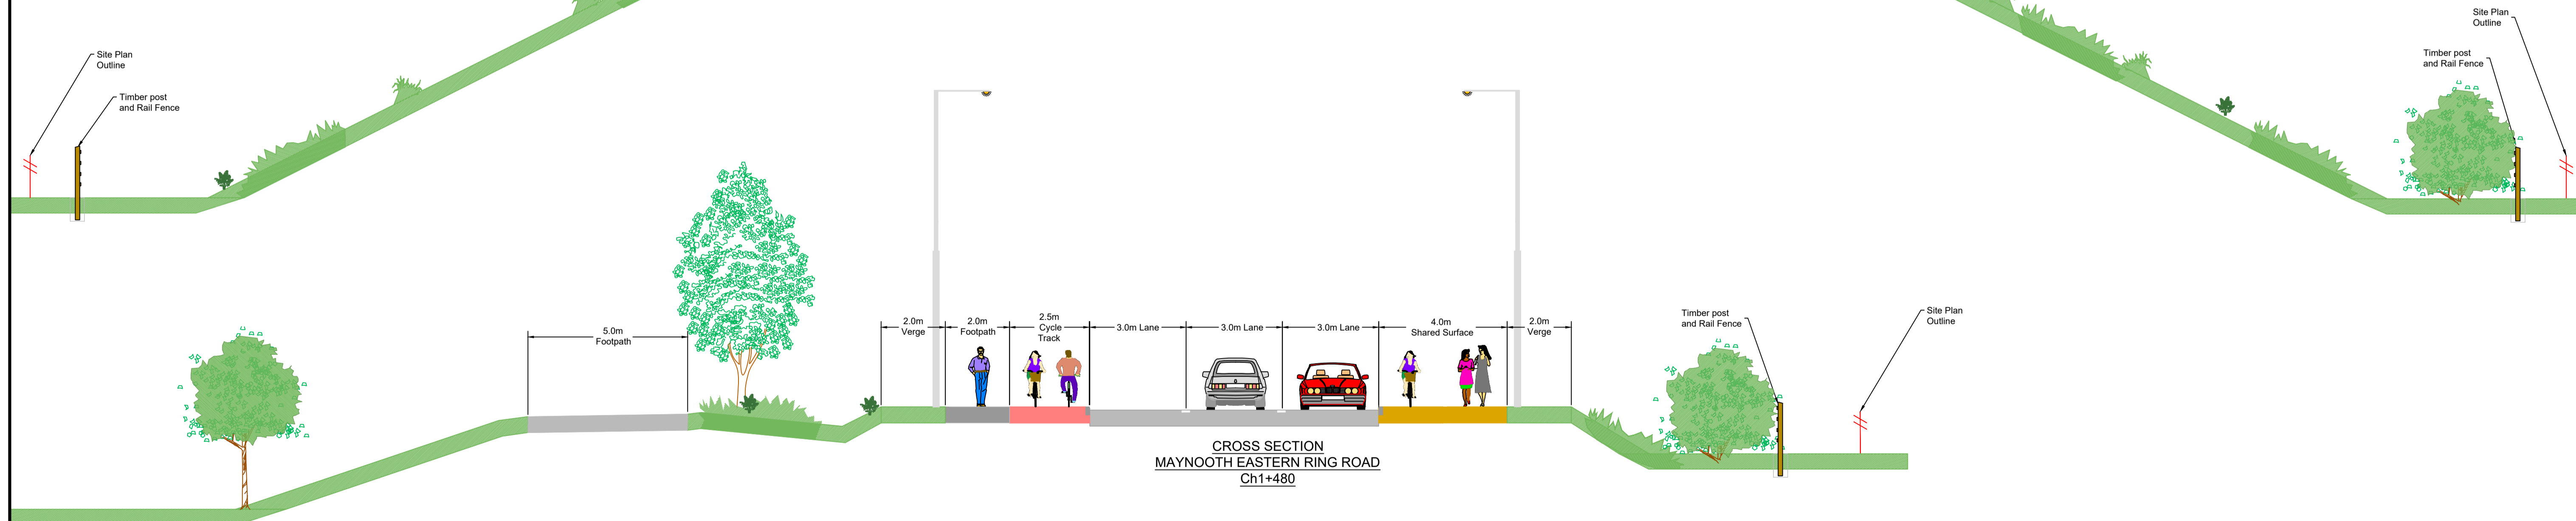 Site Plan
Outline
Timber post
and Rail Fence
Site Plan
Outline
Timber post
and Rail Fence
5.0m
Footpath
2.0m
Verge
2.0m
Footpath
2.5m
Cycle
Track
3.0m Lane
3.0m Lane
3.0m Lane
4.0m
Shared Surface
2.0m
Verge
Timber post
and Rail Fence
Site Plan
Outline
CROSS SECTION
MAYNOOTH EASTERN RING ROAD
Ch1+480